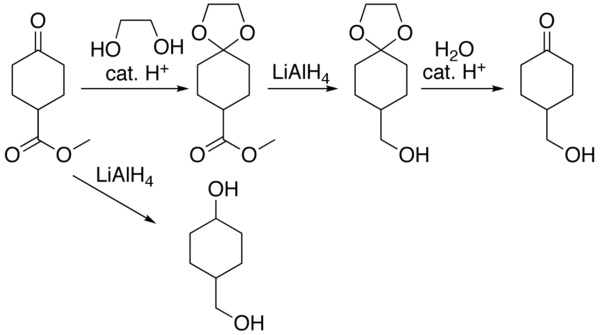 O
O O
O O
O
HO OH
H₂O
cat. H⁺
LiAlH₄
cat. H⁺
O O
O O
OH
OH
LiAlH₄
OH
OH